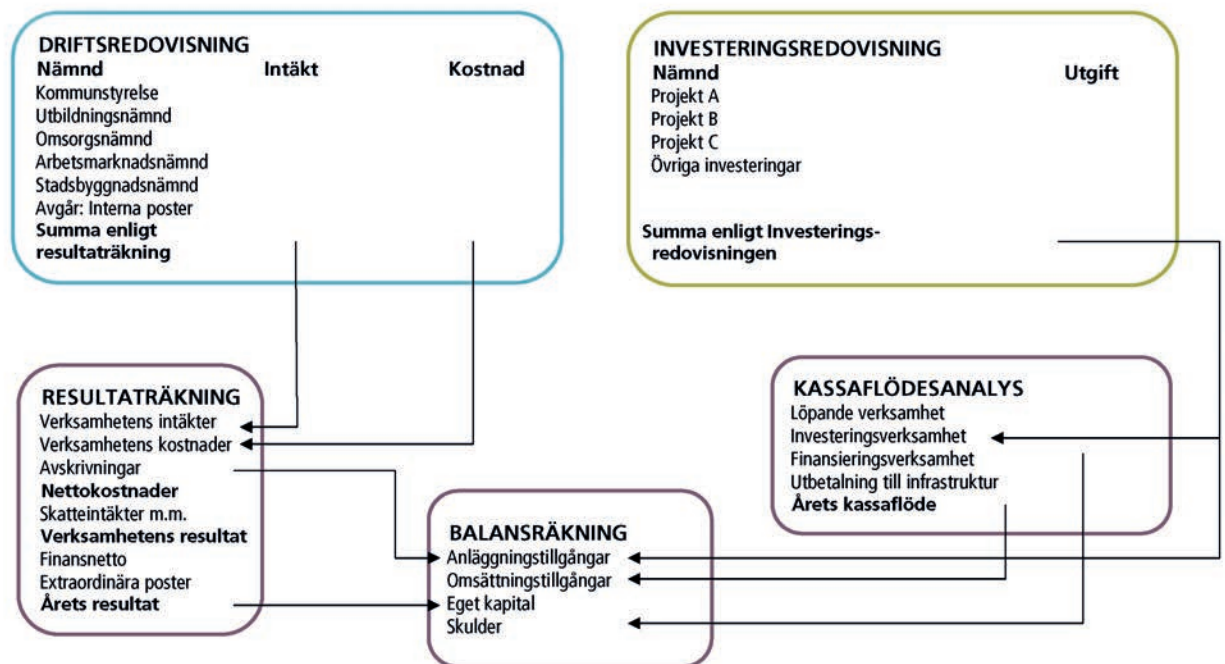 DRIFTSREDOVISNING
Nämnd Intäkt Kostnad
Kommunstyrelse
Utbildningsnämnd
Omsorgsnämnd
Arbetsmarknadsnämnd
Stadsbyggnadsnämnd
Avgår: Interna poster
Summa enligt
resultaträkning
INVESTERINGSREDOVISNING
Nämnd Utgift
Projekt A
Projekt B
Projekt C
Övriga investeringar
Summa enligt Investerings-
redovisningen
RESULTATRÄKNING
Verksamhetens intäkter
Verksamhetens kostnader
Avskrivningar
Nettokostnader
Skatteintäkter m.m.
Verksamhetens resultat
Finansnetto
Extraordinära poster
Årets resultat
KASSAFLÖDESANALYS
Löpande verksamhet
Investeringsverksamhet
Finansieringsverksamhet
Utbetalning till infrastruktur
Årets kassaflöde
BALANSRÄKNING
Anläggningstillgångar
Omsättningstillgångar
Eget kapital
Skulder